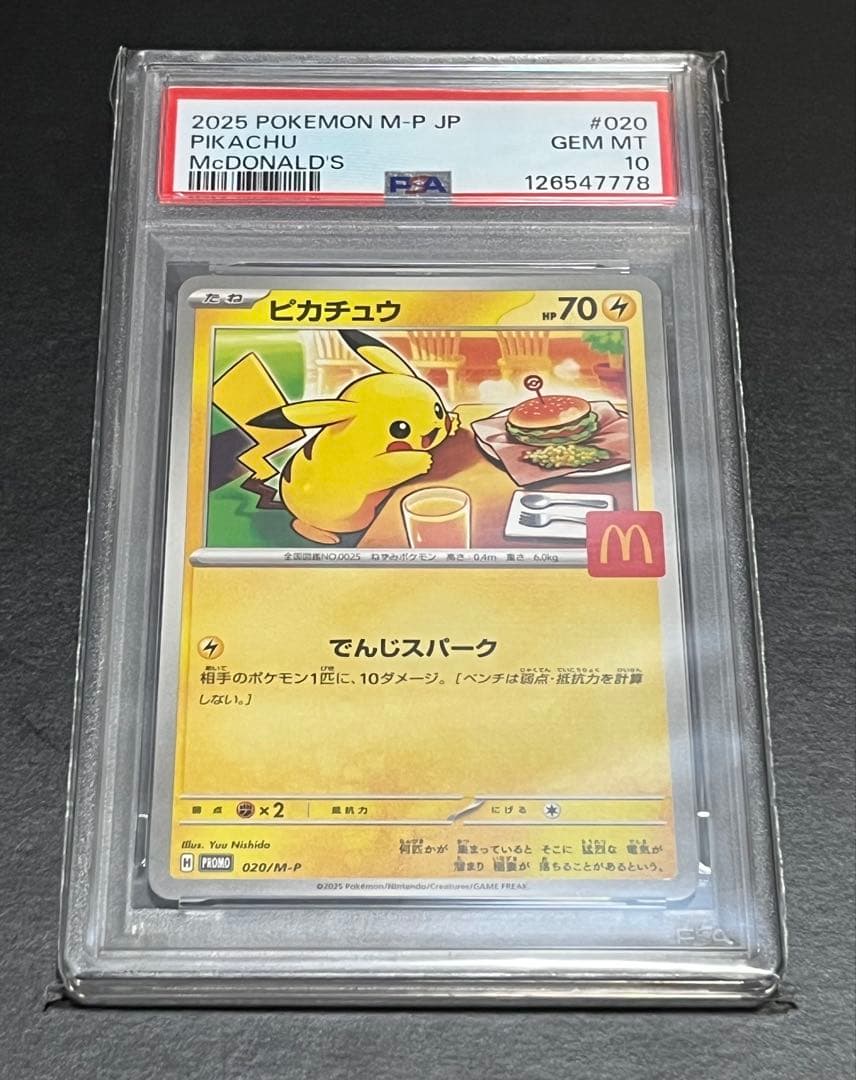 2025 POKEMON M-P JP #020
PIKACHU GEM MT
McDONALD'S 10
PSA 126547778
たね ピカチュウ HP70
全国図鑑NO.0025 ねずみポケモン 高さ:0.4m 重さ:6.0kg
でんじスパーク
相手のポケモン1匹に、10ダメージ。[ベンチは弱点・抵抗力を計算
しない。]
弱点 ×2 抵抗力 にげる
Illus. Yuu Nishida
何匹かが 集まっていると そこに 猛烈な 電気が
溜まり 稲妻が 落ちることがあるという。
H PROMO 020/M-P
©2025 Pokémon/Nintendo/Creatures/GAME FREAK